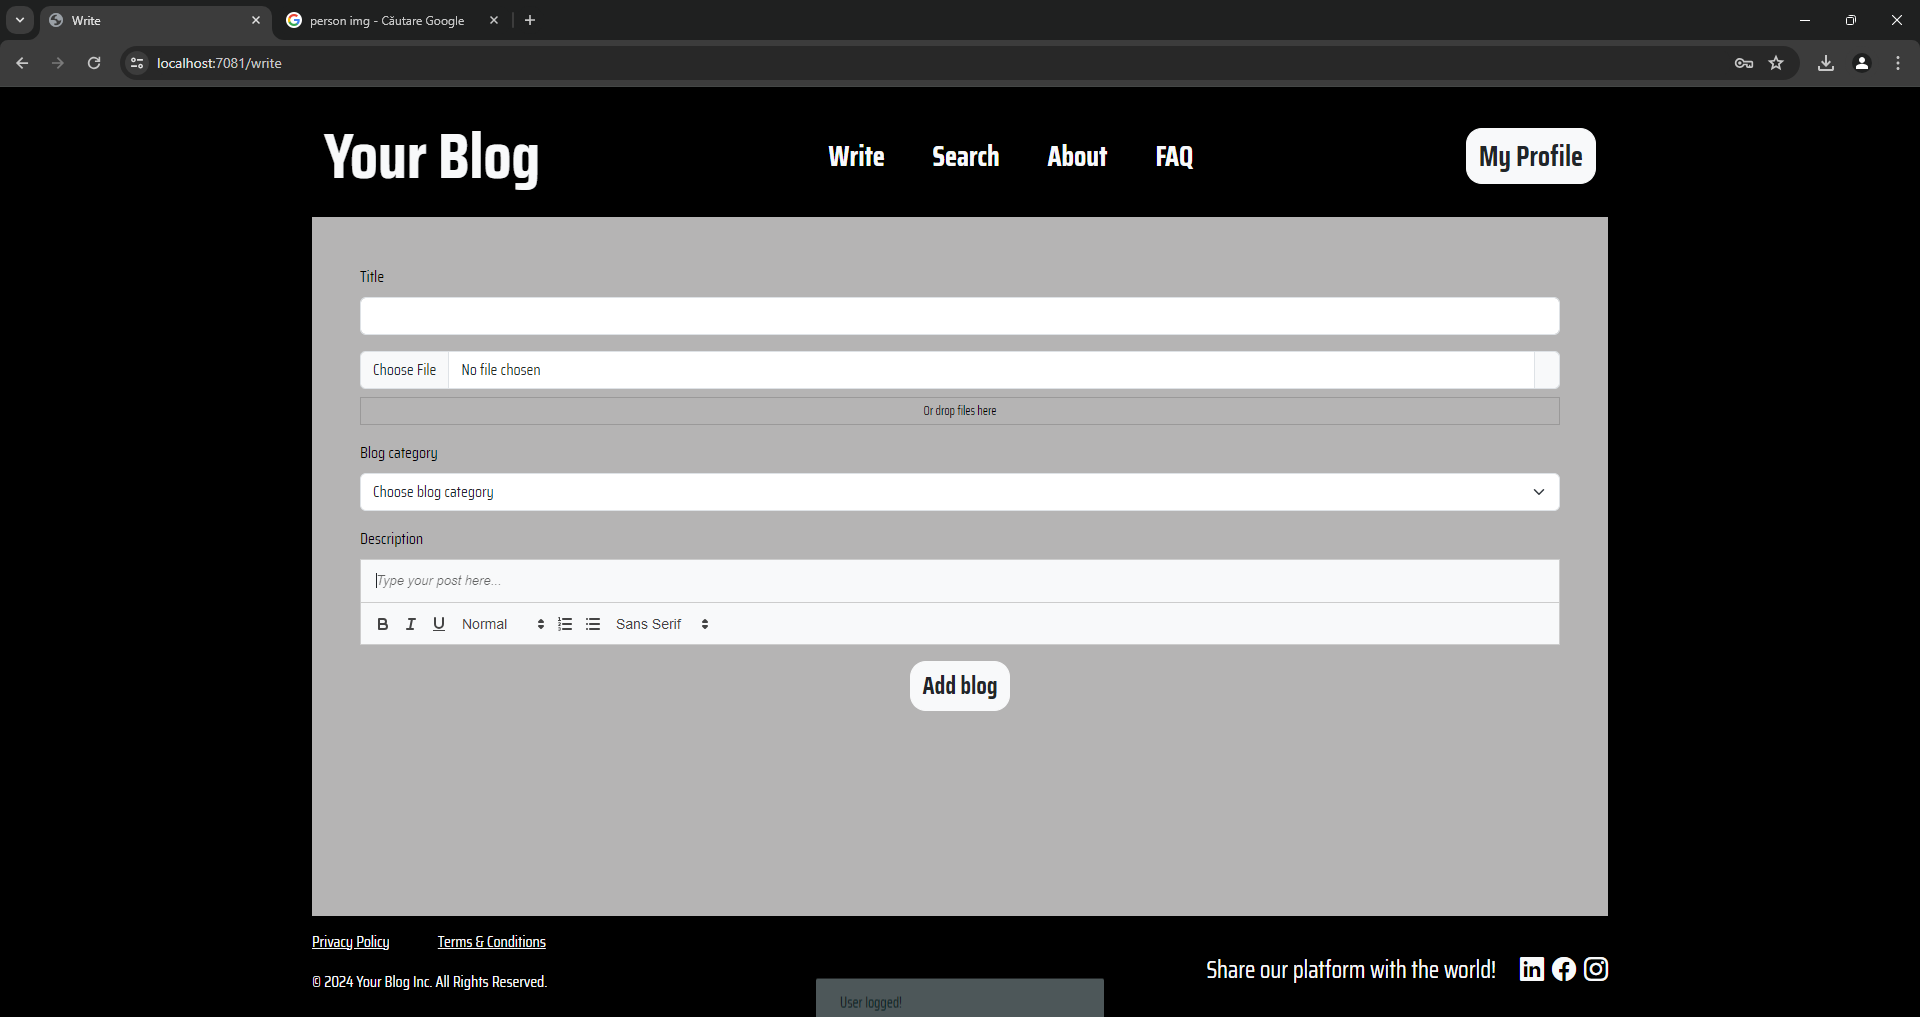 Write
person img - Căutare Google
localhost:7081/write
Your Blog
Write
Search
About
FAQ
My Profile
Title
Choose File
No file chosen
Or drop files here
Blog category
Choose blog category
Description
Type your post here...
B I U Normal Sans Serif
Add blog
Privacy Policy
Terms & Conditions
© 2024 Your Blog Inc. All Rights Reserved.
Share our platform with the world!
in
User logged!